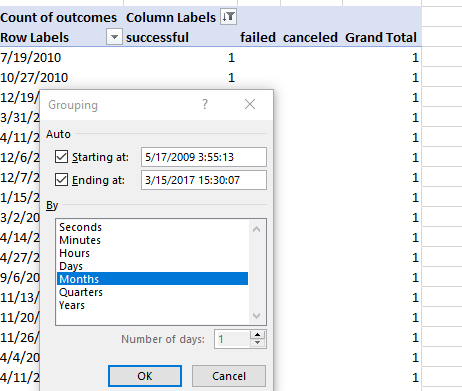 Count of outcomes Column Labels
Row Labels successful failed canceled Grand Total
7/19/2010 1 1
10/27/2010 1 1
12/19/ 1
3/31/2 1
4/11/2 1
12/6/2 1
12/7/2 1
1/15/2 1
3/2/20 1
4/14/2 1
4/27/2 1
9/6/20 1
11/13/ 1
11/20/ 1
11/26/ 1
4/4/20 1
4/11/2 1
Grouping ?
Auto
Starting at: 5/17/2009 3:55:13
Ending at: 3/15/2017 15:30:07
By
Seconds
Minutes
Hours
Days
Months
Quarters
Years
Number of days: 1
OK Cancel